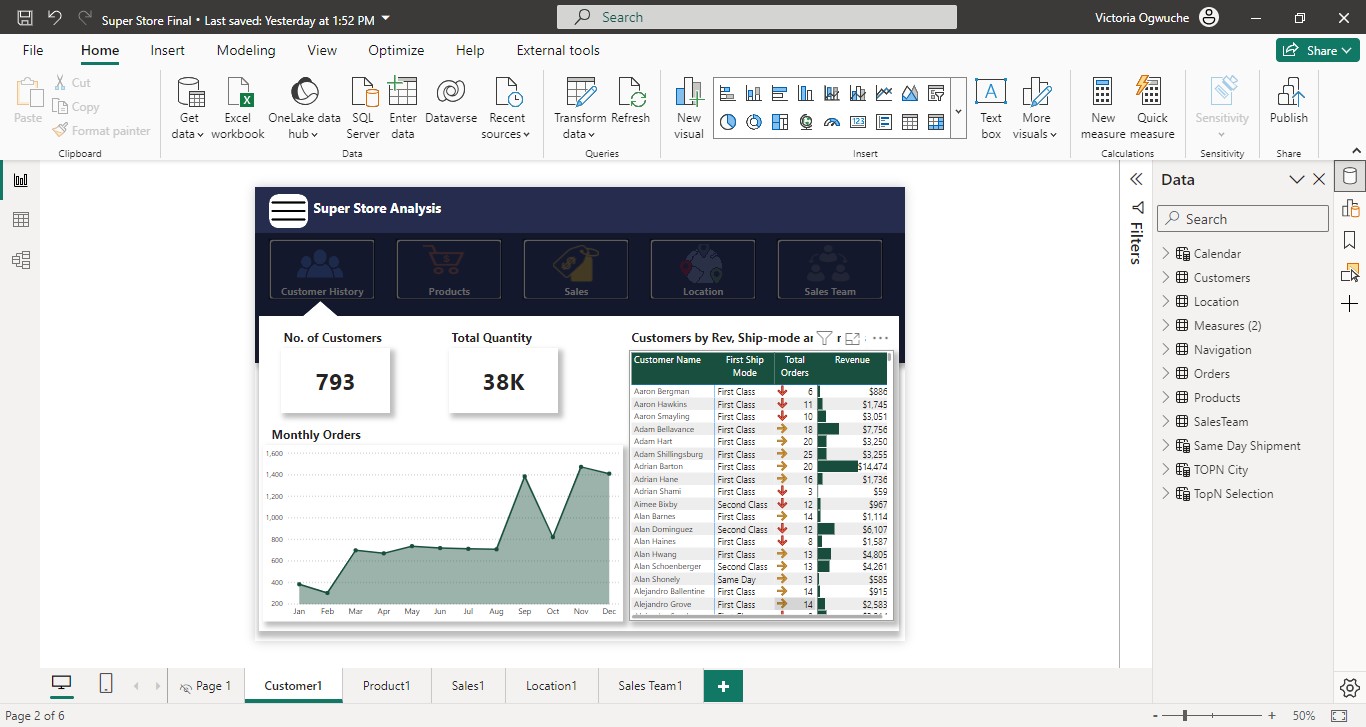 Super Store Final • Last saved: Yesterday at 1:52 PM
Search
Victoria Ogwuche
File Home Insert Modeling View Optimize Help External tools
Share
Paste
Cut
Copy
Format painter
Clipboard
Get data
Excel workbook
OneLake data hub
SQL Server
Enter data
Dataverse
Recent sources
Data
Transform data
Refresh
Queries
New visual
123
A
Text box
More visuals
Insert
New measure
Quick measure
Calculations
Sensitivity
Sensitivity
Publish
Share
Super Store Analysis
Customer History
Products
Sales
Location
Sales Team
No. of Customers
793
Total Quantity
38K
Monthly Orders
1,600
1,400
1,200
1,000
800
600
400
200
Jan Feb Mar Apr May Jun Jul Aug Sep Oct Nov Dec
Customers by Rev, Ship-mode
Customer Name First Ship Mode Total Orders Revenue
Aaron Bergman First Class 6 $886
Aaron Hawkins First Class 11 $1,745
Aaron Smayling First Class 10 $3,051
Adam Bellavance First Class 18 $7,756
Adam Hart First Class 20 $3,250
Adam Shillingsburg First Class 25 $3,255
Adrian Barton First Class 20 $14,474
Adrian Hane First Class 16 $1,736
Adrian Shami First Class 3 $59
Aimee Bixby Second Class 12 $967
Alan Barnes First Class 14 $1,114
Alan Dominguez Second Class 12 $6,107
Alan Haines First Class 8 $1,587
Alan Hwang First Class 13 $4,805
Alan Schoenberger Second Class 13 $4,261
Alan Shonely Same Day 13 $585
Alejandro Ballentine First Class 14 $915
Alejandro Grove First Class 14 $2,583
Filters
Data
Search
Calendar
Customers
Location
Measures (2)
Navigation
Orders
Products
SalesTeam
Same Day Shipment
TOPN City
TopN Selection
Page 1
Customer1
Product1
Sales1
Location1
Sales Team1
Page 2 of 6
50%